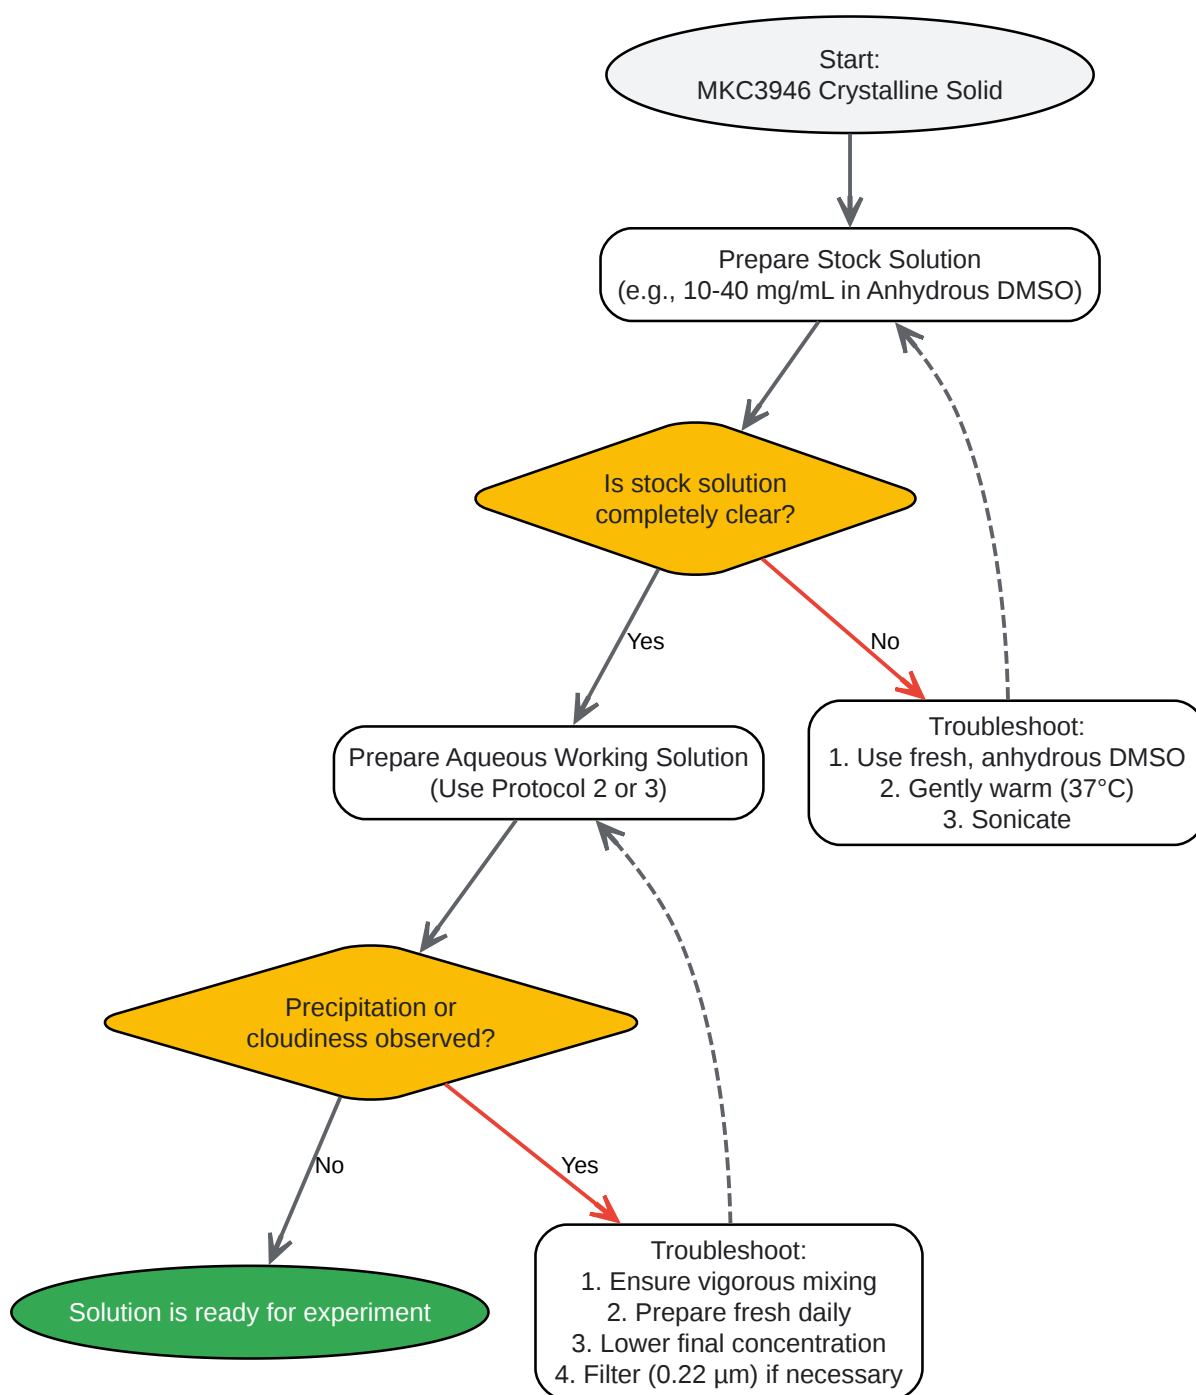 Start:
MKC3946 Crystalline Solid
Prepare Stock Solution
(e.g., 10-40 mg/mL in Anhydrous DMSO)
Is stock solution
completely clear?
Yes
No
Troubleshoot:
1. Use fresh, anhydrous DMSO
2. Gently warm (37°C)
3. Sonicate
Prepare Aqueous Working Solution
(Use Protocol 2 or 3)
Precipitation or
cloudiness observed?
No
Yes
Troubleshoot:
1. Ensure vigorous mixing
2. Prepare fresh daily
3. Lower final concentration
4. Filter (0.22 µm) if necessary
Solution is ready for experiment